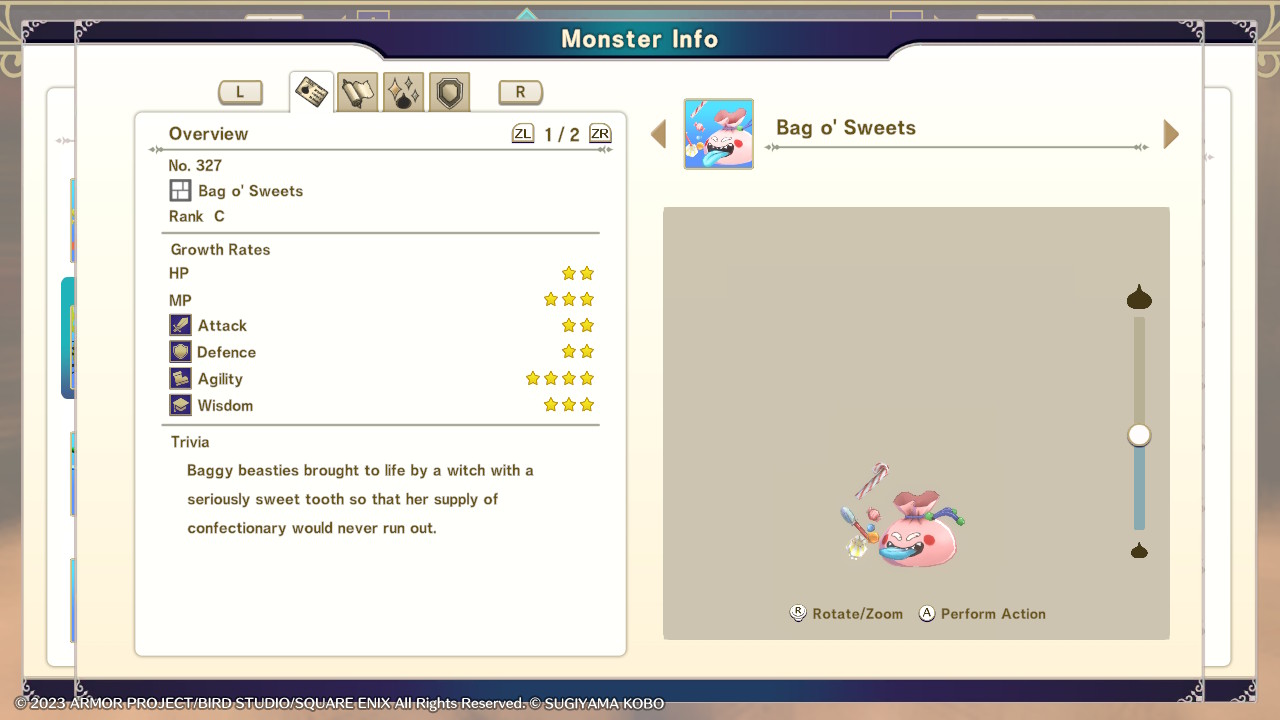 Monster Info
L
R
Overview
ZL 1 / 2 ZR
No. 327
Bag o' Sweets
Rank C
Growth Rates
HP
MP
Attack
Defence
Agility
Wisdom
Trivia
Baggy beasties brought to life by a witch with a
seriously sweet tooth so that her supply of
confectionary would never run out.
Bag o' Sweets
R Rotate/Zoom A Perform Action
© 2023 ARMOR PROJECT/BIRD STUDIO/SQUARE ENIX All Rights Reserved. © SUGIYAMA KOBO